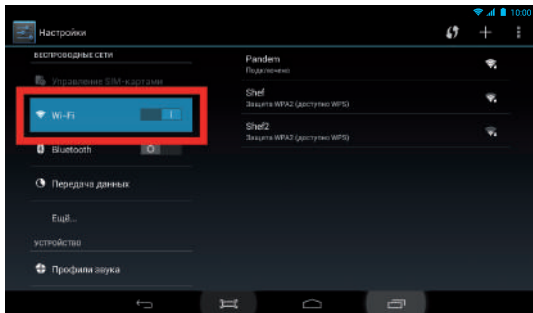 10:00
Настройки
БЕСПРОВОДНЫЕ СЕТИ
Управление SIM-картами
Wi-Fi
Bluetooth
Передача данных
Ещё...
УСТРОЙСТВО
Профили звука
Pandem
Подключено
Shef
Защита WPA2 (доступно WPS)
Shef2
Защита WPA2 (доступно WPS)